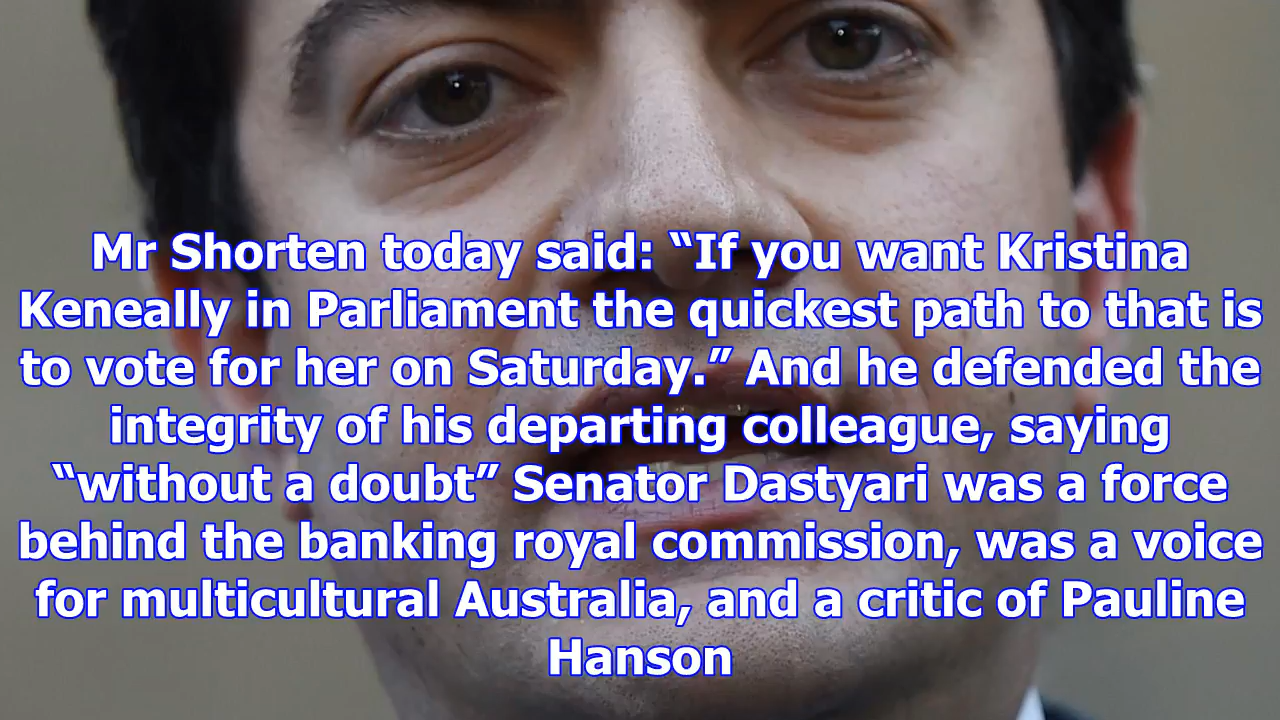 Mr Shorten today said: “If you want Kristina
Keneally in Parliament the quickest path to that is
to vote for her on Saturday.” And he defended the
integrity of his departing colleague, saying
“without a doubt” Senator Dastyari was a force
behind the banking royal commission, was a voice
for multicultural Australia, and a critic of Pauline
Hanson